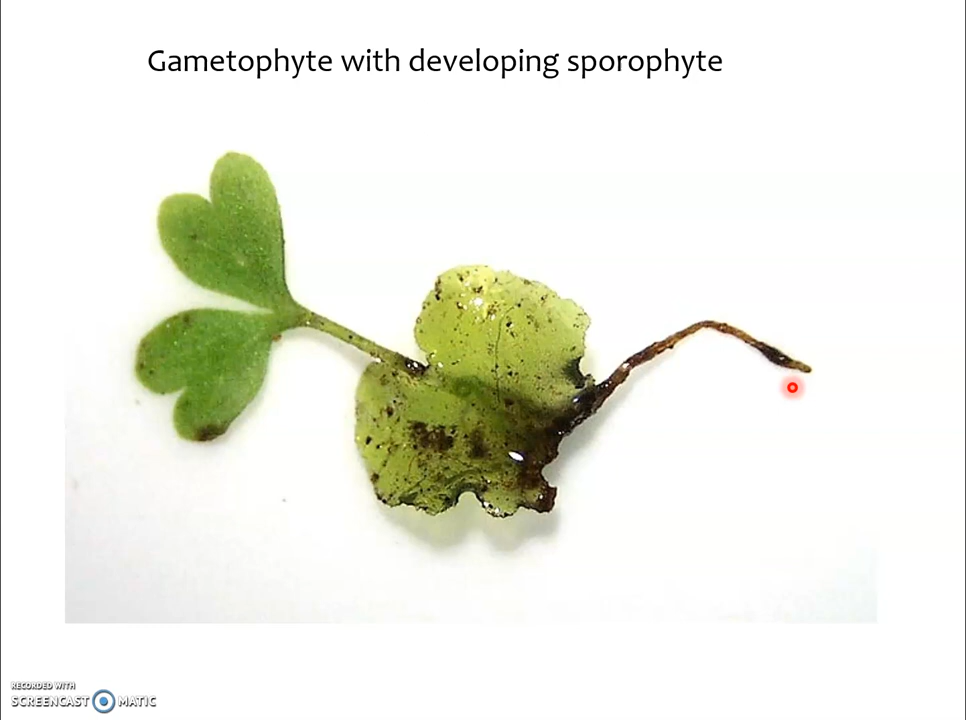 Gametophyte with developing sporophyte
RECORDED WITH
SCREENCAST MATIC